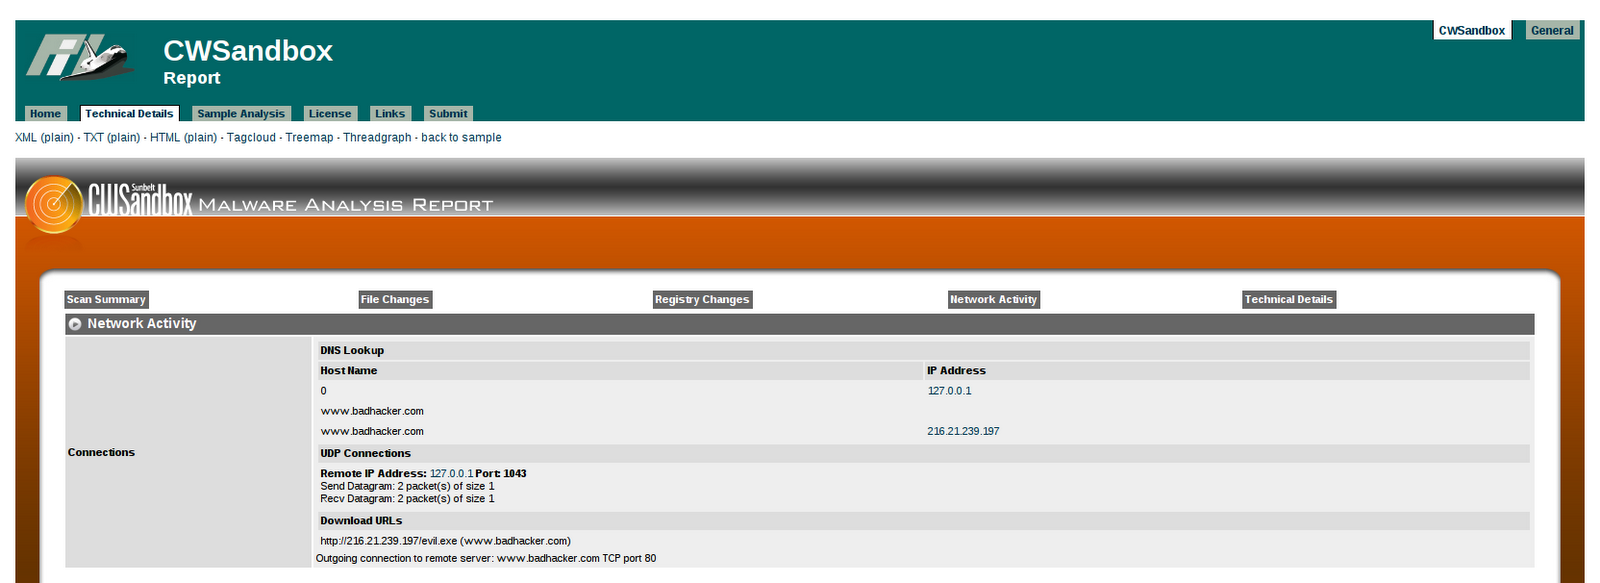 CWSandbox General
CWSandbox
Report
Home Technical Details Sample Analysis License Links Submit
XML (plain) - TXT (plain) - HTML (plain) - Tagcloud - Treemap - Threadgraph - back to sample
Sunbelt
CWSandbox MALWARE ANALYSIS REPORT
Scan Summary File Changes Registry Changes Network Activity Technical Details
Network Activity
DNS Lookup
Host Name IP Address
0 127.0.0.1
www.badhacker.com
www.badhacker.com 216.21.239.197
Connections
UDP Connections
Remote IP Address: 127.0.0.1 Port: 1043
Send Datagram: 2 packet(s) of size 1
Recv Datagram: 2 packet(s) of size 1
Download URLs
http://216.21.239.197/evil.exe (www.badhacker.com)
Outgoing connection to remote server: www.badhacker.com TCP port 80